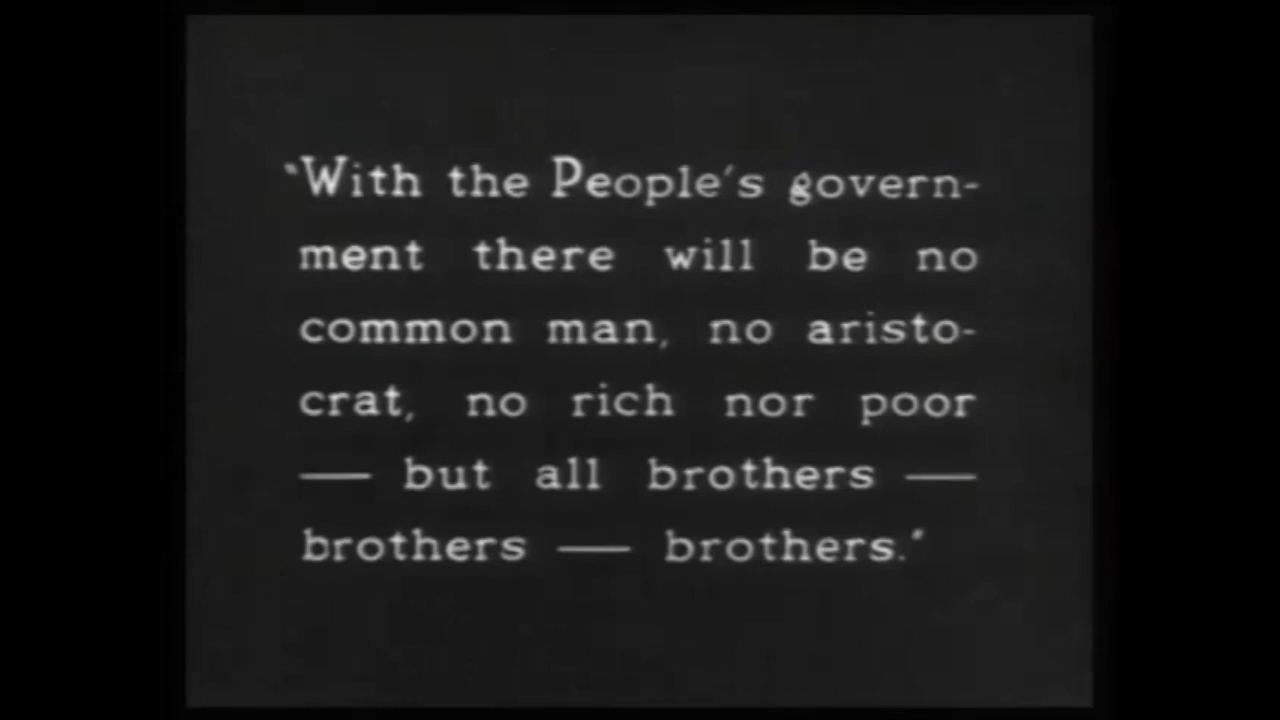 "With the People's govern-
ment there will be no
common man, no aristo-
crat, no rich nor poor
— but all brothers —
brothers — brothers."